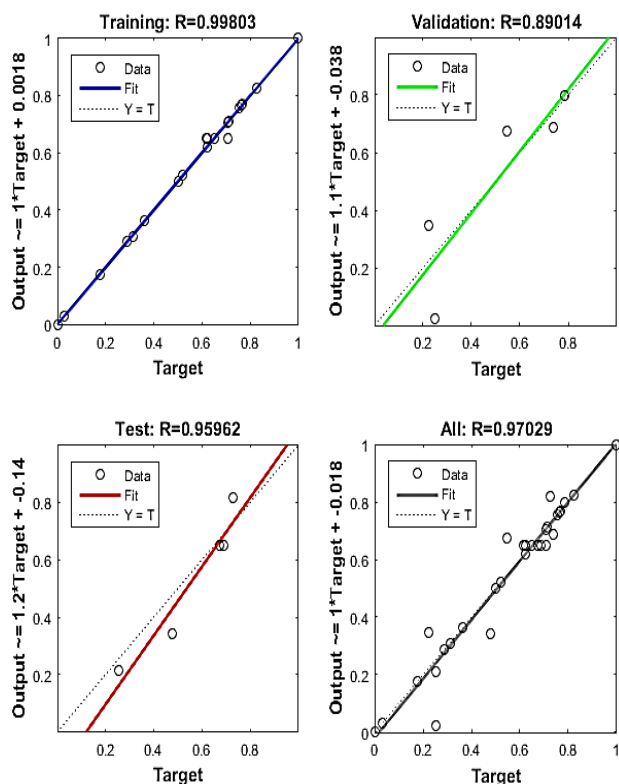 Training: R=0.99803
Output ~= 1*Target + 0.0018
1
0.8
0.6
0.4
0.2
0
Data
Fit
Y = T
0
0.2
0.4
0.6
0.8
1
Target
Validation: R=0.89014
Output ~= 1.1*Target + -0.038
0.8
0.6
0.4
0.2
Data
Fit
Y = T
0.2
0.4
0.6
0.8
Target
Test: R=0.95962
Output ~= 1.2*Target + -0.14
0.8
0.6
0.4
0.2
Data
Fit
Y = T
0.2
0.4
0.6
0.8
Target
All: R=0.97029
Output ~= 1*Target + -0.018
1
0.8
0.6
0.4
0.2
0
Data
Fit
Y = T
0
0.2
0.4
0.6
0.8
1
Target